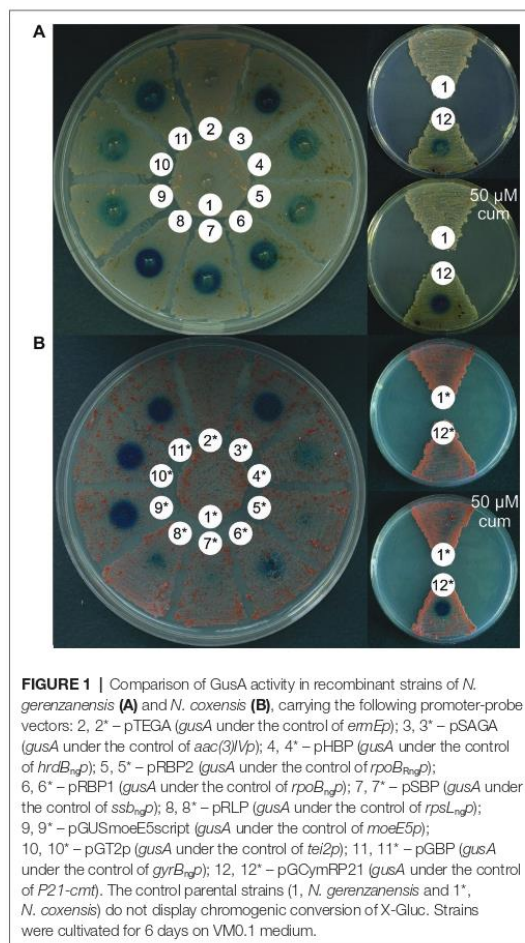 A
1
12
11
2
3
10
4
9
5
8
1
6
7
50 µM
cum
1
12
B
1*
12*
11*
2*
3*
10*
4*
9*
5*
8*
1*
6*
7*
50 µM
cum
1*
12*
FIGURE 1 | Comparison of GusA activity in recombinant strains of N.
gerenzanensis (A) and N. coxensis (B), carrying the following promoter-probe
vectors: 2, 2* – pTEGA (gusA under the control of ermEp); 3, 3* – pSAGA
(gusA under the control of aac(3)IVp); 4, 4* – pHBP (gusA under the control
of hrdBngp); 5, 5* – pRBP2 (gusA under the control of rpoBRngp);
6, 6* – pRBP1 (gusA under the control of rpoBngp); 7, 7* – pSBP (gusA under
the control of ssbngp); 8, 8* – pRLP (gusA under the control of rpsLngp);
9, 9* – pGUSmoeE5script (gusA under the control of moeE5p);
10, 10* – pGT2p (gusA under the control of tei2p); 11, 11* – pGBP (gusA
under the control of gyrBngp); 12, 12* – pGCymRP21 (gusA under the control
of P21-cmt). The control parental strains (1, N. gerenzanensis and 1*,
N. coxensis) do not display chromogenic conversion of X-Gluc. Strains
were cultivated for 6 days on VM0.1 medium.